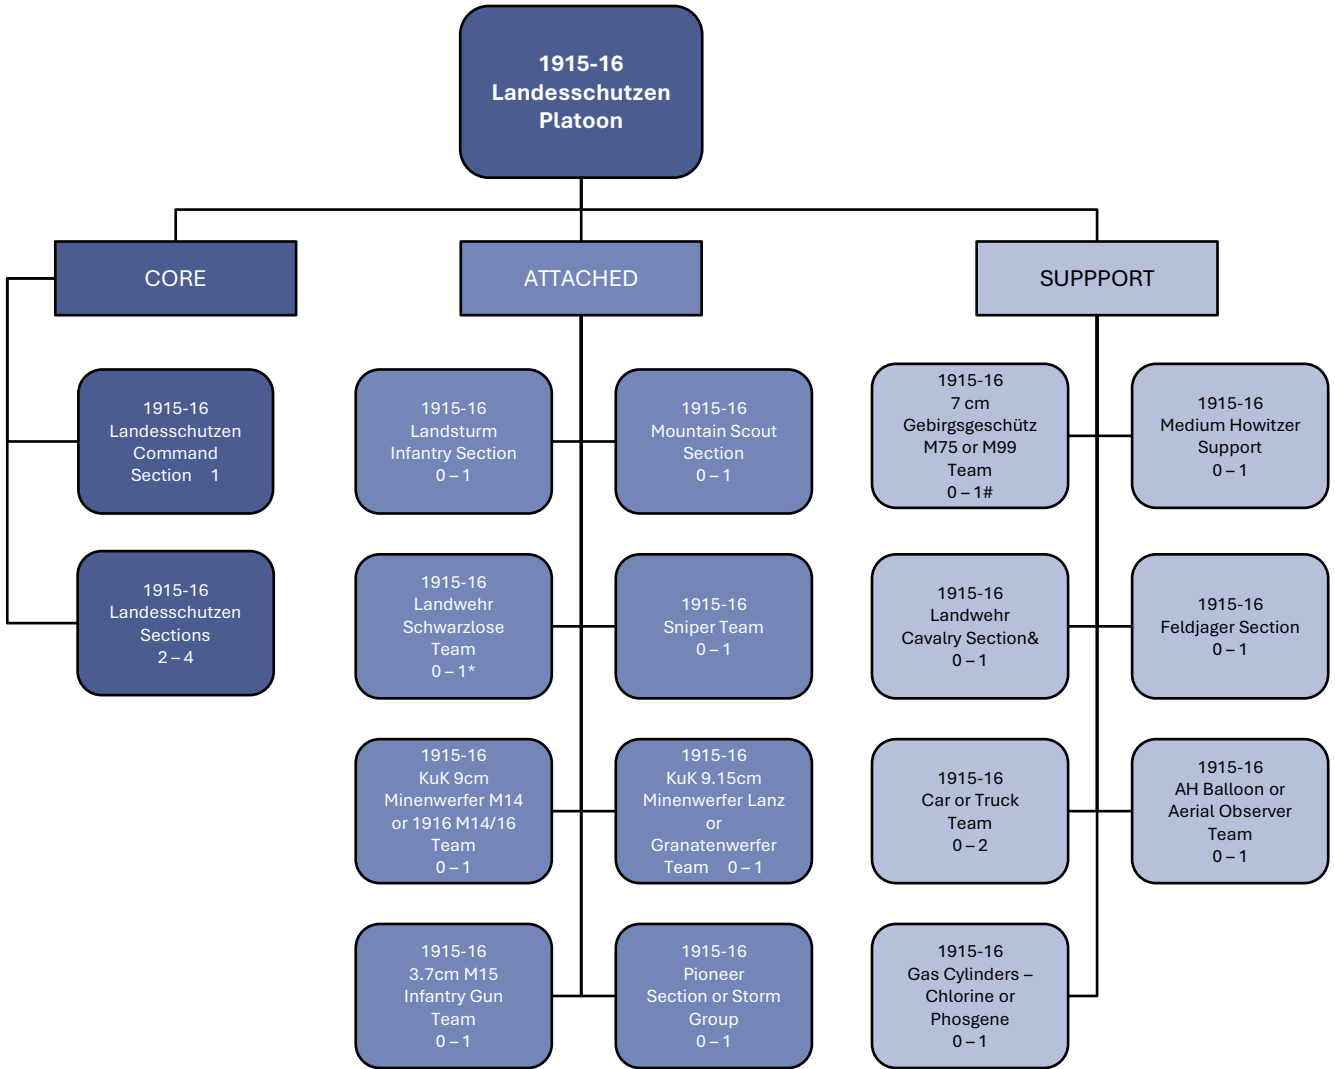 1915-16
Landesschutzen
Platoon
CORE
ATTACHED
SUPPPORT
1915-16
Landesschutzen
Command
Section 1
1915-16
Landesschutzen
Sections
2 – 4
1915-16
Landsturm
Infantry Section
0 – 1
1915-16
Mountain Scout
Section
0 – 1
1915-16
Landwehr
Schwarzlose
Team
0 – 1*
1915-16
Sniper Team
0 – 1
1915-16
KuK 9cm
Minenwerfer M14
or 1916 M14/16
Team
0 – 1
1915-16
KuK 9.15cm
Minenwerfer Lanz
or
Granatenwerfer
Team 0 – 1
1915-16
3.7cm M15
Infantry Gun
Team
0 – 1
1915-16
Pioneer
Section or Storm
Group
0 – 1
1915-16
7 cm
Gebirgsgeschütz
M75 or M99
Team
0 – 1#
1915-16
Medium Howitzer
Support
0 – 1
1915-16
Landwehr
Cavalry Section&
0 – 1
1915-16
Feldjager Section
0 – 1
1915-16
Car or Truck
Team
0 – 2
1915-16
AH Balloon or
Aerial Observer
Team
0 – 1
1915-16
Gas Cylinders –
Chlorine or
Phosgene
0 – 1